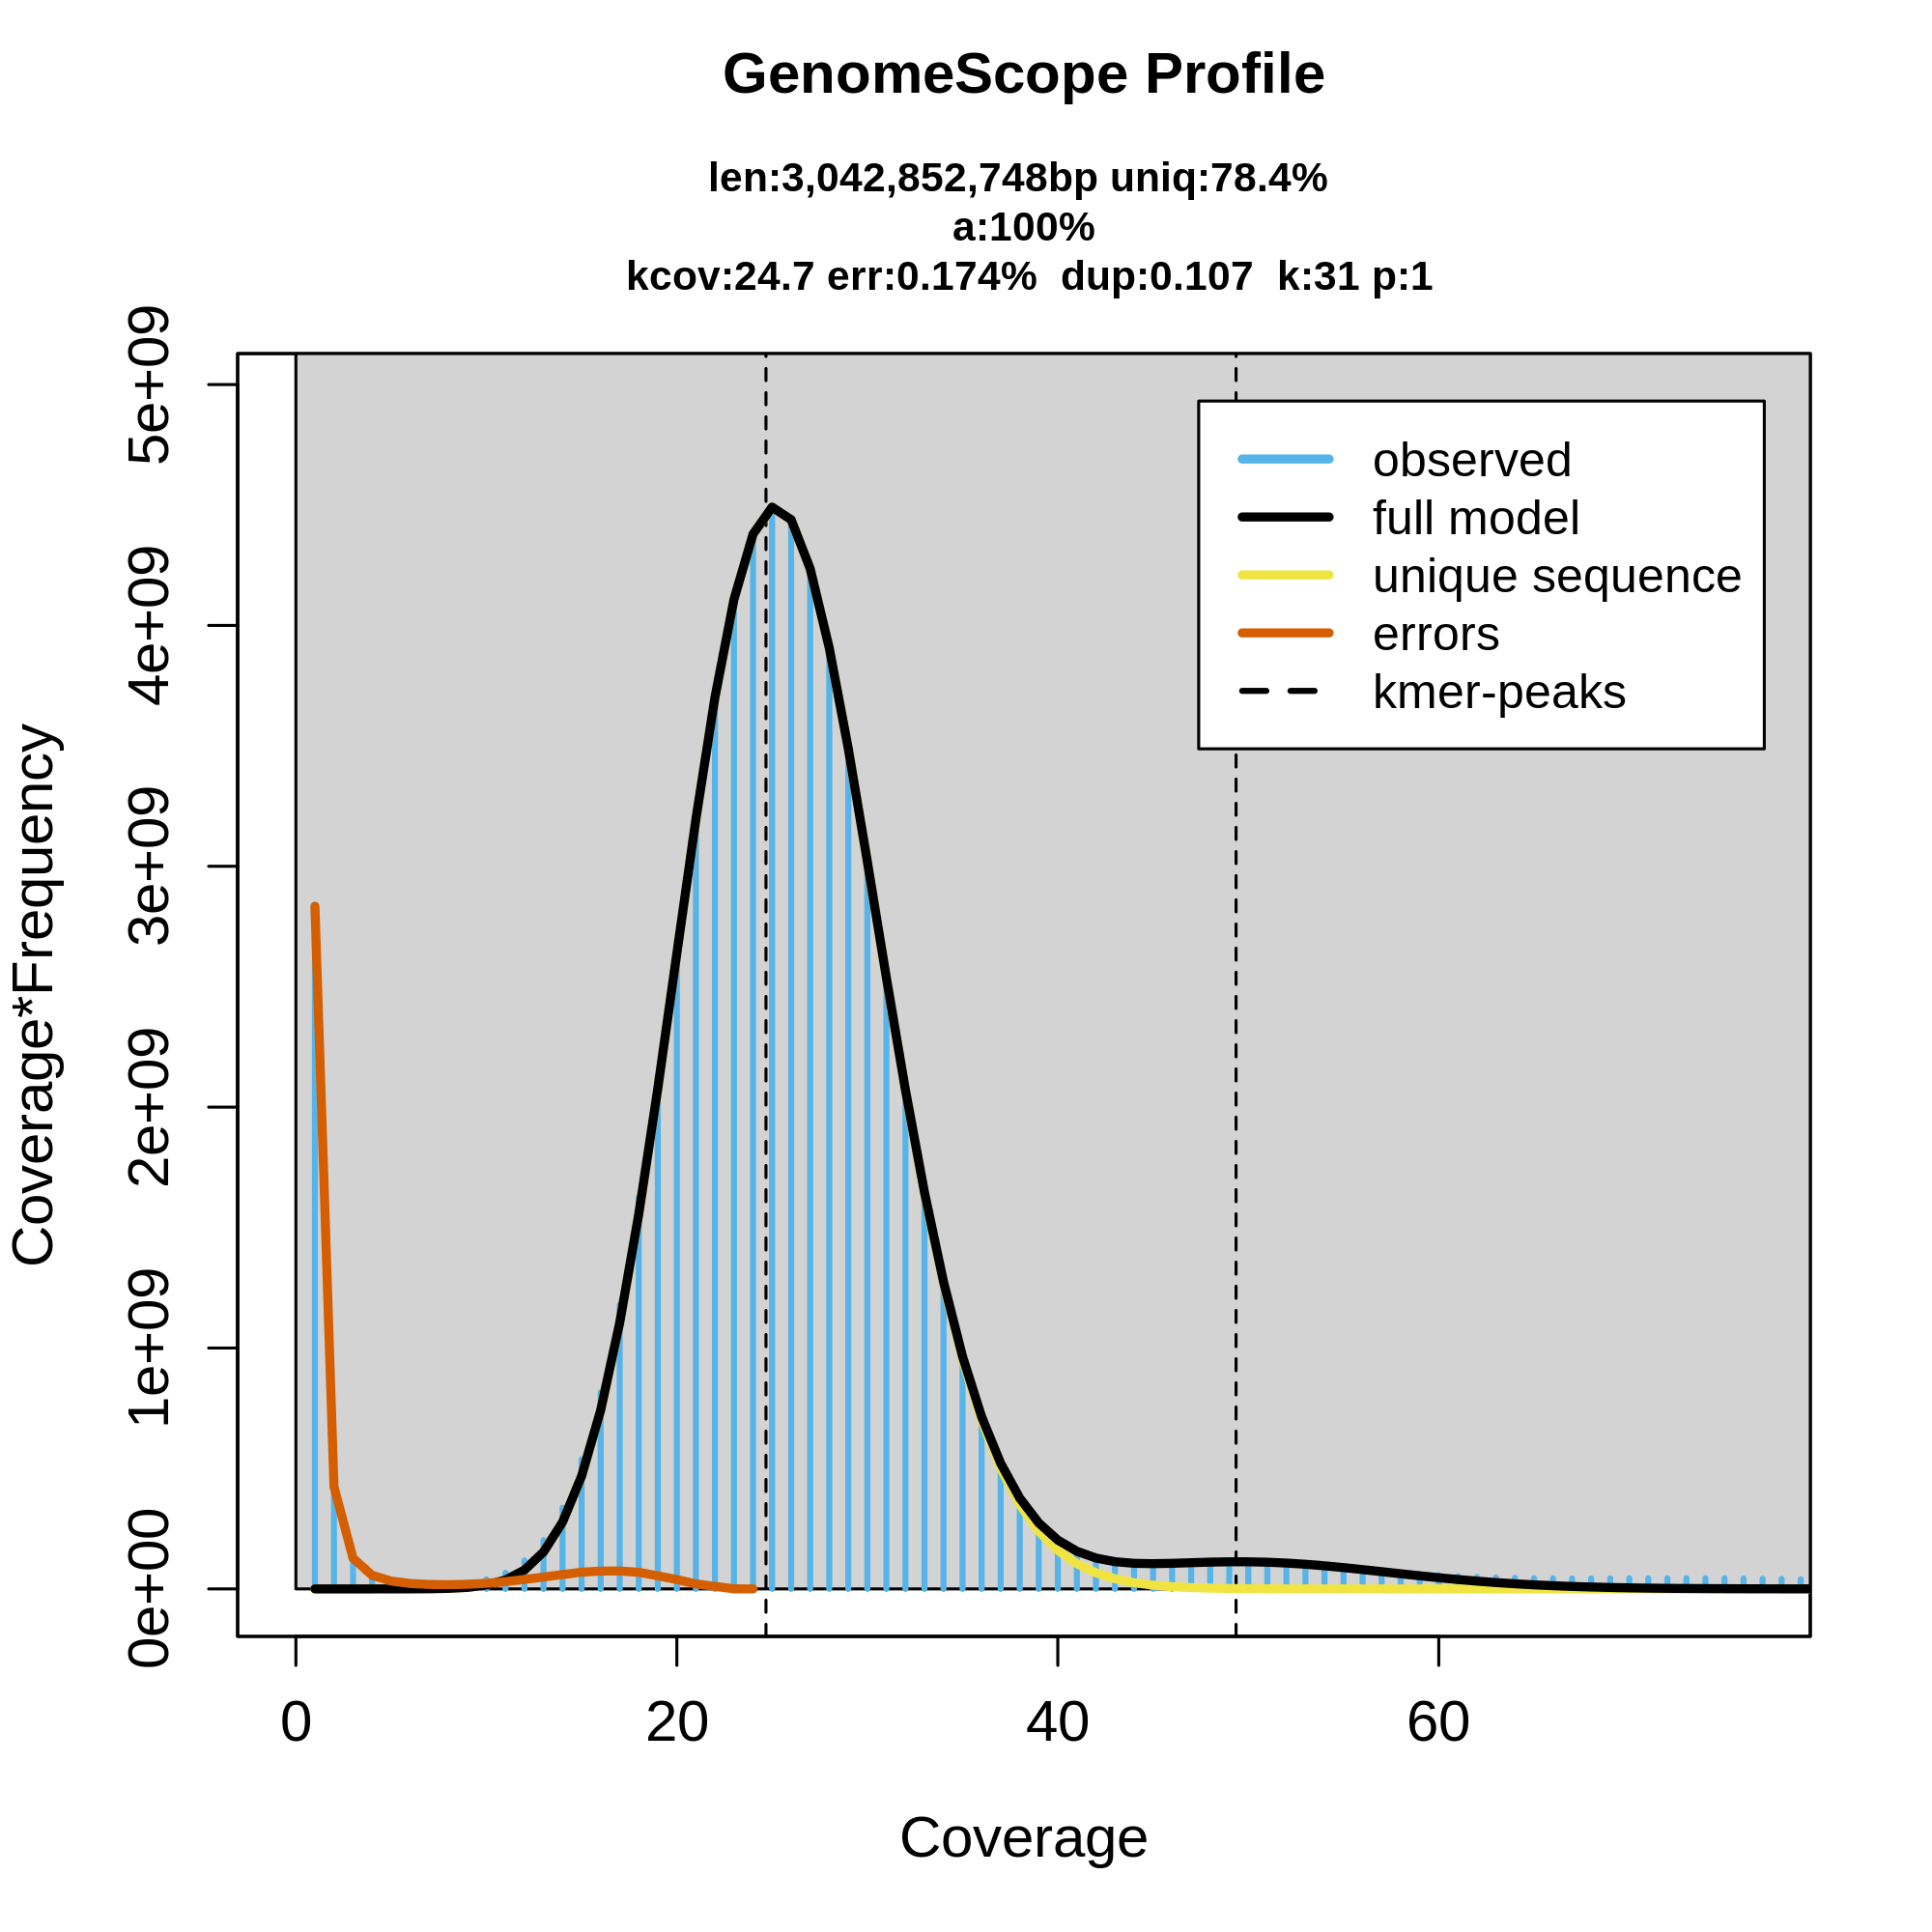 GenomeScope Profile
len:3,042,852,748bp uniq:78.4%
a:100%
kcov:24.7 err:0.174%  dup:0.107  k:31 p:1
observed
full model
unique sequence
errors
kmer-peaks
Coverage*Frequency
5e+09
4e+09
3e+09
2e+09
1e+09
0e+00
0
20
40
60
Coverage